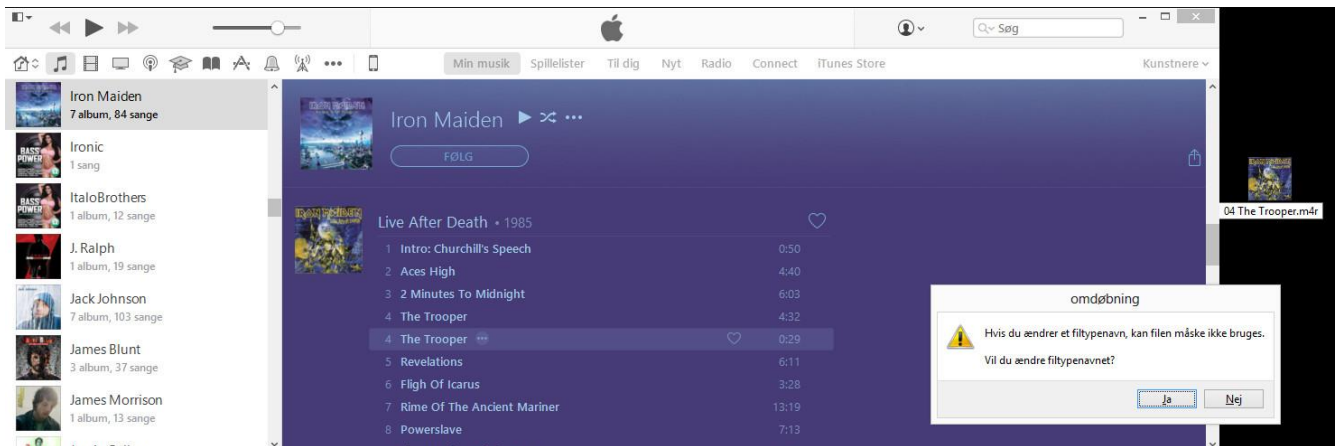 Søg
Min musik Spillelister Til dig Nyt Radio Connect iTunes Store Kunstnere
Iron Maiden
7 album, 84 sange
Ironic
1 sang
ItaloBrothers
1 album, 12 sange
J. Ralph
1 album, 19 sange
Jack Johnson
7 album, 103 sange
James Blunt
3 album, 37 sange
James Morrison
1 album, 13 sange
BASS POWER
BASS POWER
Iron Maiden
FØLG
IRON MAIDEN
Live After Death • 1985
1 Intro: Churchill's Speech 0:50
2 Aces High 4:40
3 2 Minutes To Midnight 6:03
4 The Trooper 4:32
4 The Trooper 0:29
5 Revelations 6:11
6 Fligh Of Icarus 3:28
7 Rime Of The Ancient Mariner 13:19
8 Powerslave 7:13
04 The Trooper.m4r
omdøbning
Hvis du ændrer et filtypenavn, kan filen måske ikke bruges.
Vil du ændre filtypenavnet?
Ja Nej